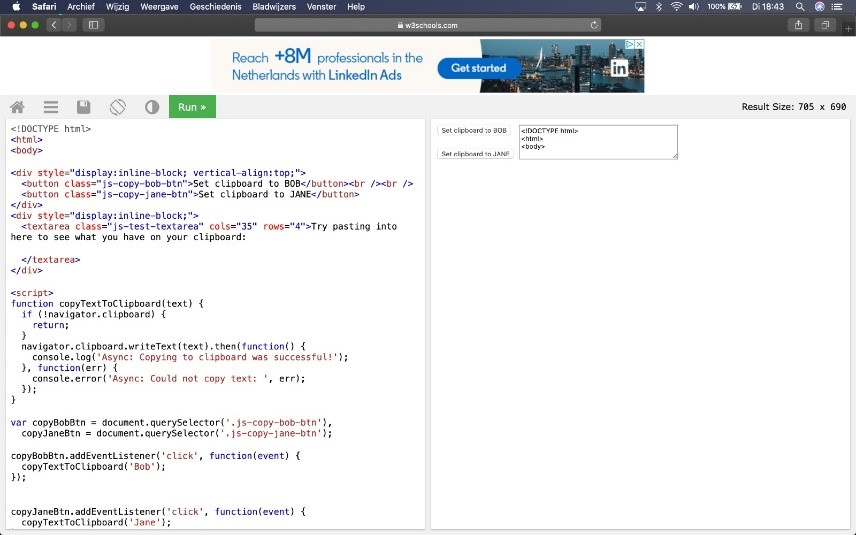 Safari Archief Wijzig Weergave Geschiedenis Bladwijzers Venster Help 100% Di 18:43
w3schools.com
Reach +8M professionals in the
Netherlands with LinkedIn Ads
Get started
in
Run »
Result Size: 705 x 690
<!DOCTYPE html>
<html>
<body>
<div style="display:inline-block; vertical-align:top;">
<button class="js-copy-bob-btn">Set clipboard to BOB</button><br /><br />
<button class="js-copy-jane-btn">Set clipboard to JANE</button>
</div>
<div style="display:inline-block;">
<textarea class="js-test-textarea" cols="35" rows="4">Try pasting into
here to see what you have on your clipboard:
</textarea>
</div>
<script>
function copyTextToClipboard(text) {
if (!navigator.clipboard) {
return;
}
navigator.clipboard.writeText(text).then(function() {
console.log('Async: Copying to clipboard was successful!');
}, function(err) {
console.error('Async: Could not copy text: ', err);
});
}
var copyBobBtn = document.querySelector('.js-copy-bob-btn'),
copyJaneBtn = document.querySelector('.js-copy-jane-btn');
copyBobBtn.addEventListener('click', function(event) {
copyTextToClipboard('Bob');
});
copyJaneBtn.addEventListener('click', function(event) {
copyTextToClipboard('Jane');
Set clipboard to BOB
Set clipboard to JANE
<!DOCTYPE html>
<html>
<body>